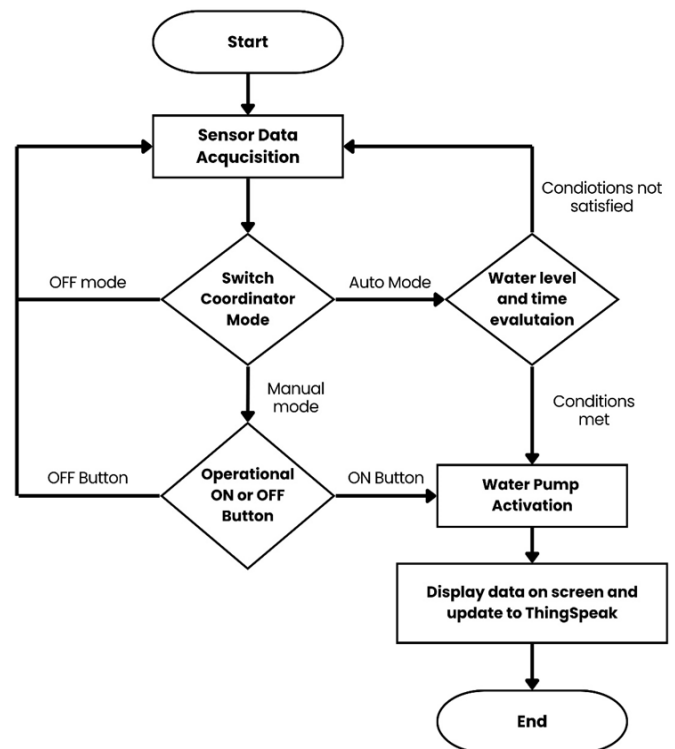 Start
Sensor Data
Acqucisition
Condiotions not
satisfied
OFF mode
Switch
Coordinator
Mode
Auto Mode
Water level
and time
evalutaion
Manual
mode
Conditions
met
OFF Button
Operational
ON or OFF
Button
ON Button
Water Pump
Activation
Display data on screen and
update to ThingSpeak
End